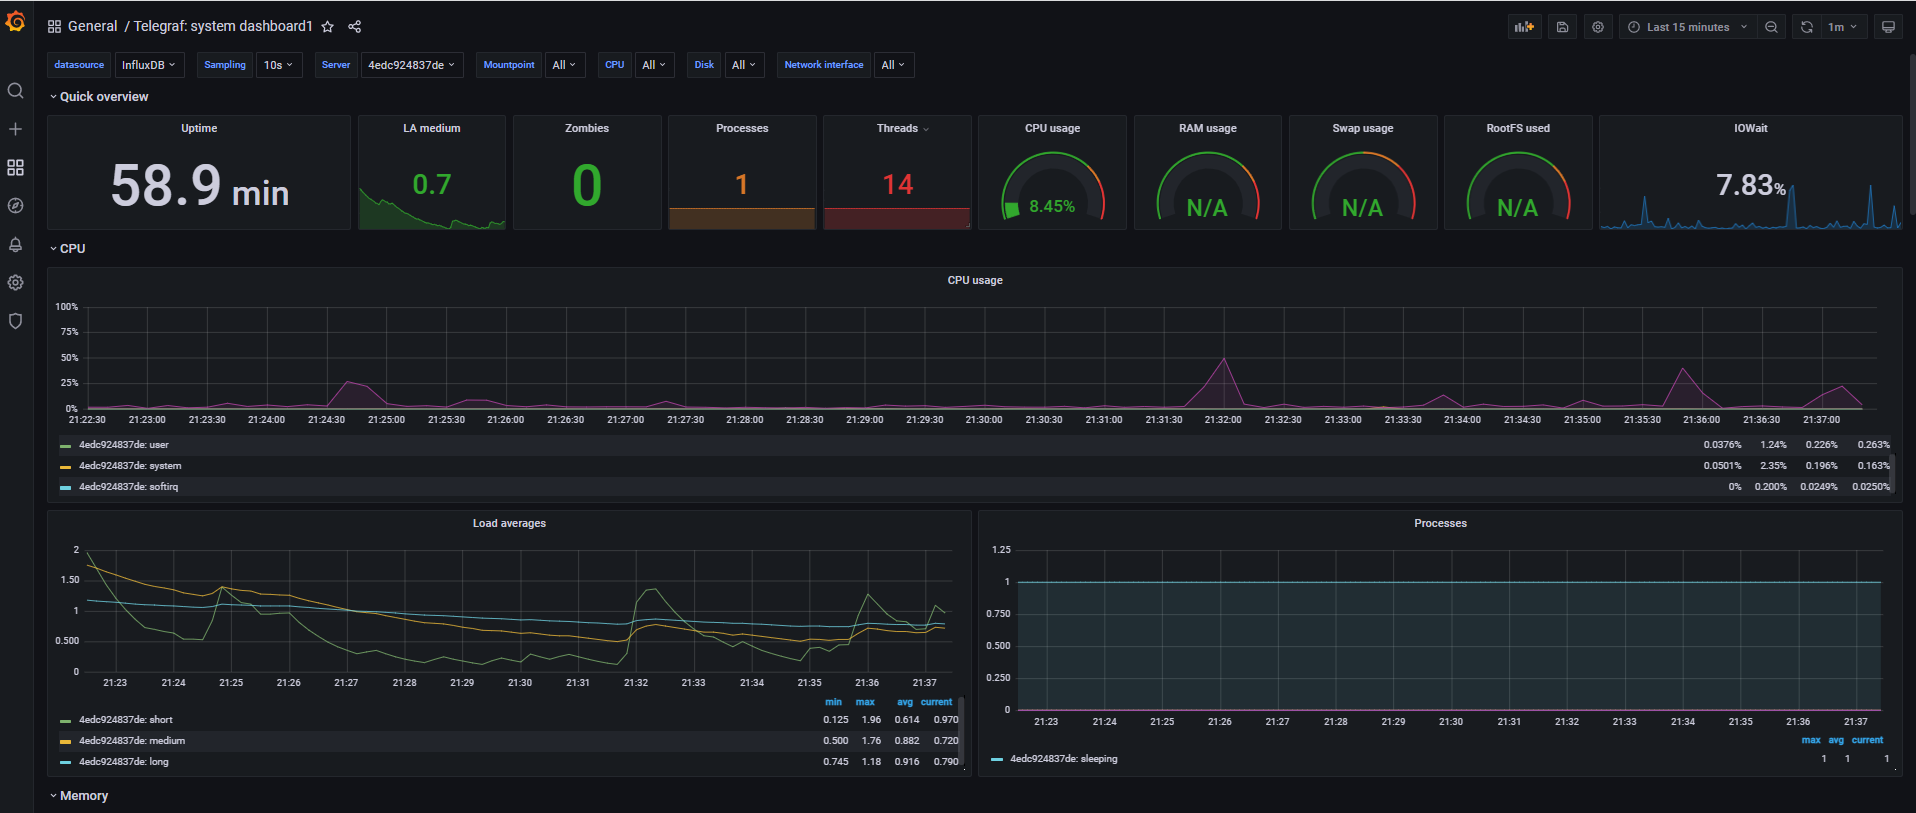 General / Telegraf: system dashboard1
Last 15 minutes
1m
datasource InfluxDB Sampling 10s Server 4edc924837de Mountpoint All CPU All Disk All Network interface All
Quick overview
Uptime
58.9 min
LA medium
0.7
Zombies
0
Processes
1
Threads
14
CPU usage
8.45%
RAM usage
N/A
Swap usage
N/A
RootFS used
N/A
IOWait
7.83%
CPU
CPU usage
100%
75%
50%
25%
0%
21:22:30 21:23:00 21:23:30 21:24:00 21:24:30 21:25:00 21:25:30 21:26:00 21:26:30 21:27:00 21:27:30 21:28:00 21:28:30 21:29:00 21:29:30 21:30:00 21:30:30 21:31:00 21:31:30 21:32:00 21:32:30 21:33:00 21:33:30 21:34:00 21:34:30 21:35:00 21:35:30 21:36:00 21:36:30 21:37:00
4edc924837de: user 0.0376% 1.24% 0.226% 0.263%
4edc924837de: system 0.0501% 2.35% 0.196% 0.163%
4edc924837de: softirq 0% 0.200% 0.0249% 0.0250%
Load averages
2
1.50
1
0.500
0
21:23 21:24 21:25 21:26 21:27 21:28 21:29 21:30 21:31 21:32 21:33 21:34 21:35 21:36 21:37
min max avg current
4edc924837de: short 0.125 1.96 0.614 0.970
4edc924837de: medium 0.500 1.76 0.882 0.720
4edc924837de: long 0.745 1.18 0.916 0.790
Processes
1.25
1
0.750
0.500
0.250
0
21:23 21:24 21:25 21:26 21:27 21:28 21:29 21:30 21:31 21:32 21:33 21:34 21:35 21:36 21:37
max avg current
4edc924837de: sleeping 1 1 1
Memory